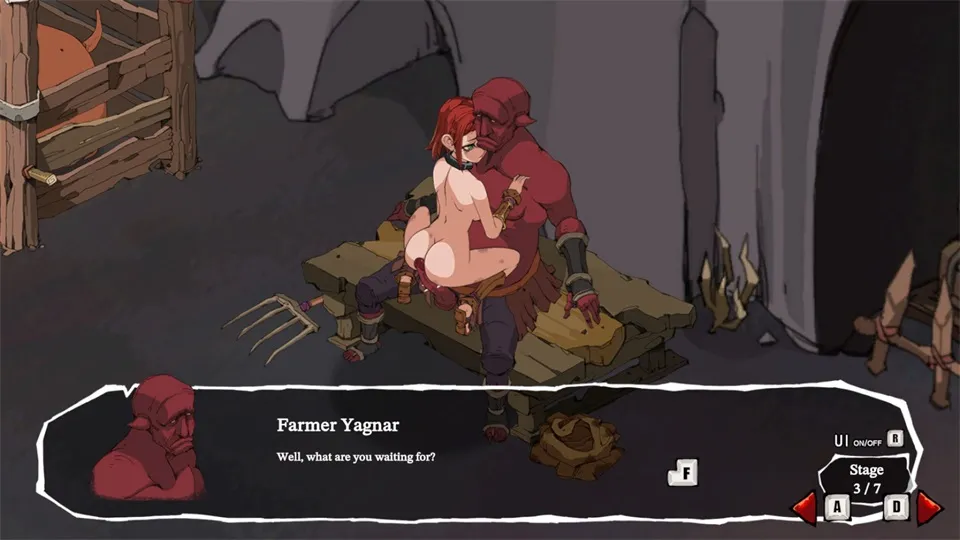 Farmer Yagnar
Well, what are you waiting for?
F
UI ON/OFF R
Stage
3 / 7
A D